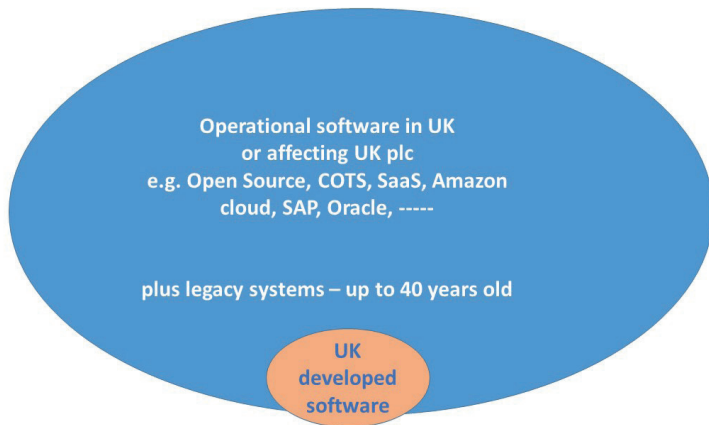 Operational software in UK
or affecting UK plc
e.g. Open Source, COTS, SaaS, Amazon
cloud, SAP, Oracle, -----
plus legacy systems – up to 40 years old
UK
developed
software